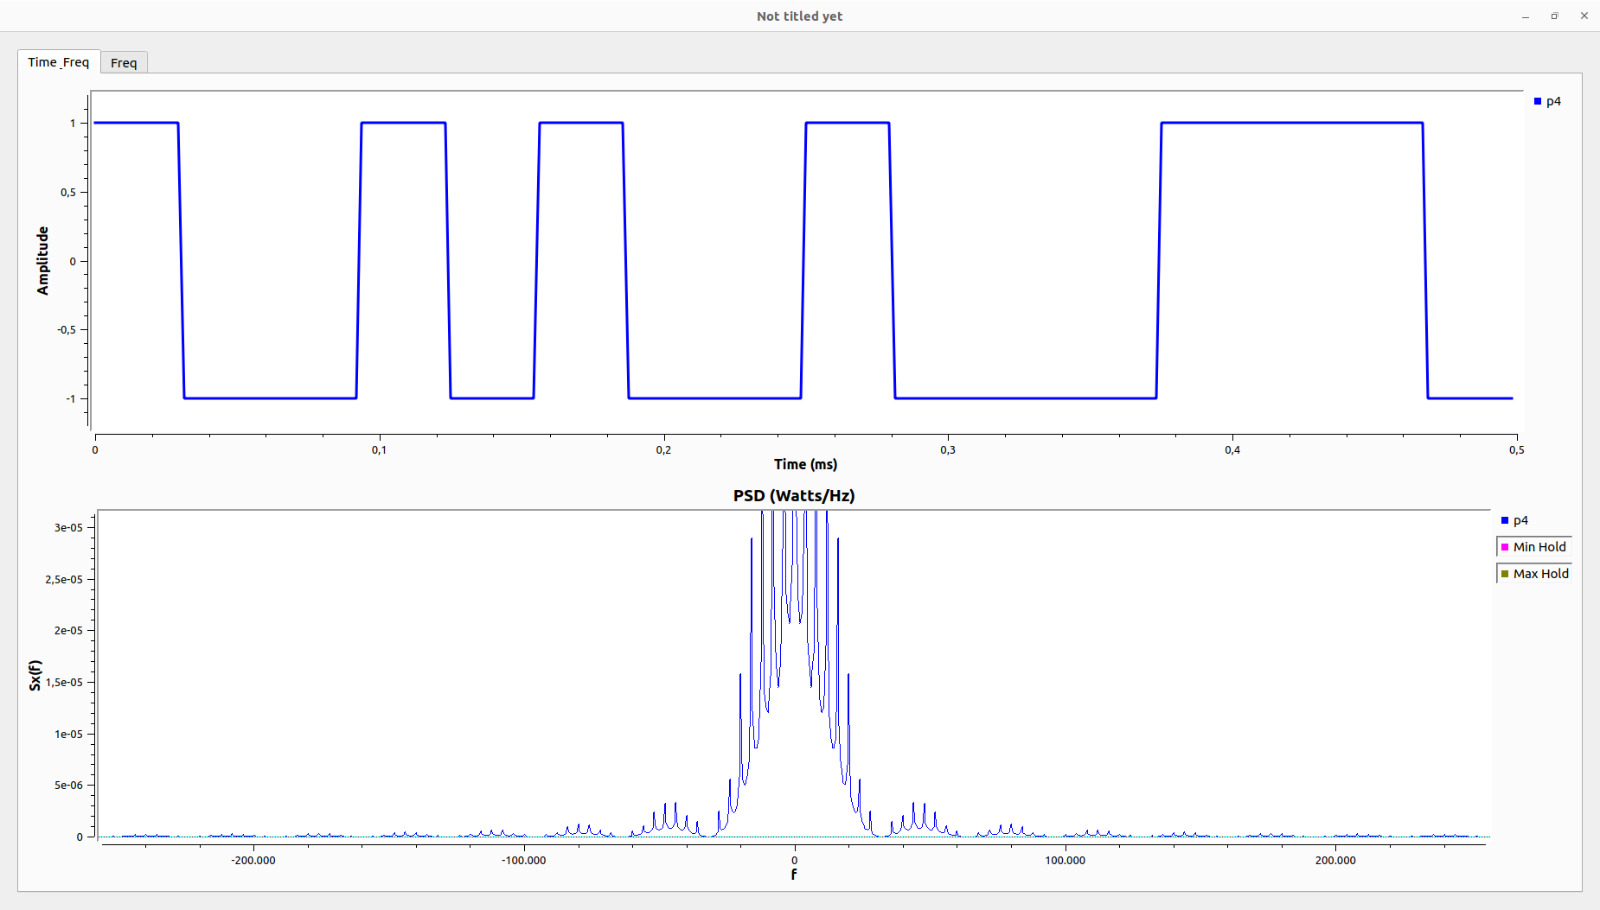 Not titled yet
Time_Freq
Freq
1
0,5
0
-0,5
-1
Amplitude
p4
0
0,1
0,2
0,3
0,4
0,5
Time (ms)
PSD (Watts/Hz)
3e-05
2,5e-05
2e-05
1,5e-05
1e-05
5e-06
0
Sx(f)
p4
Min Hold
Max Hold
-200.000
-100.000
0
100.000
200.000
f